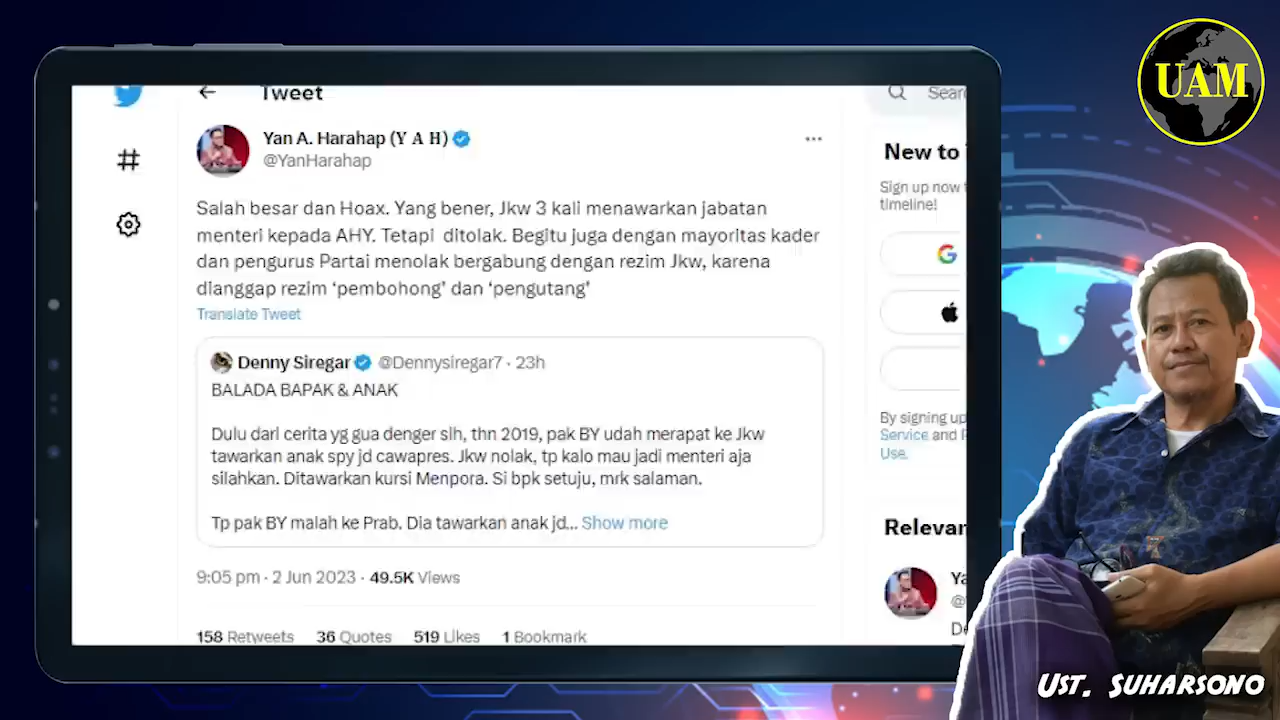 UAM
Tweet
Sear
Yan A. Harahap (Y A H)
@YanHarahap
Salah besar dan Hoax. Yang bener, Jkw 3 kali menawarkan jabatan
menteri kepada AHY. Tetapi ditolak. Begitu juga dengan mayoritas kader
dan pengurus Partai menolak bergabung dengan rezim Jkw, karena
dianggap rezim ‘pembohong’ dan ‘pengutang’
Translate Tweet
Denny Siregar @Dennysiregar7 · 23h
BALADA BAPAK & ANAK
Dulu dari cerita yg gua denger sih, thn 2019, pak BY udah merapat ke Jkw
tawarkan anak spy jd cawapres. Jkw nolak, tp kalo mau jadi menteri aja
silahkan. Ditawarkan kursi Menpora. Si bpk setuju, mrk salaman.
Tp pak BY malah ke Prab. Dia tawarkan anak jd... Show more
9:05 pm · 2 Jun 2023 · 49.5K Views
158 Retweets 36 Quotes 519 Likes 1 Bookmark
New to
Sign up now t
timeline!
By signing up
Service and P
Use.
Relevan
Ya
@
De
UST. SUHARSONO